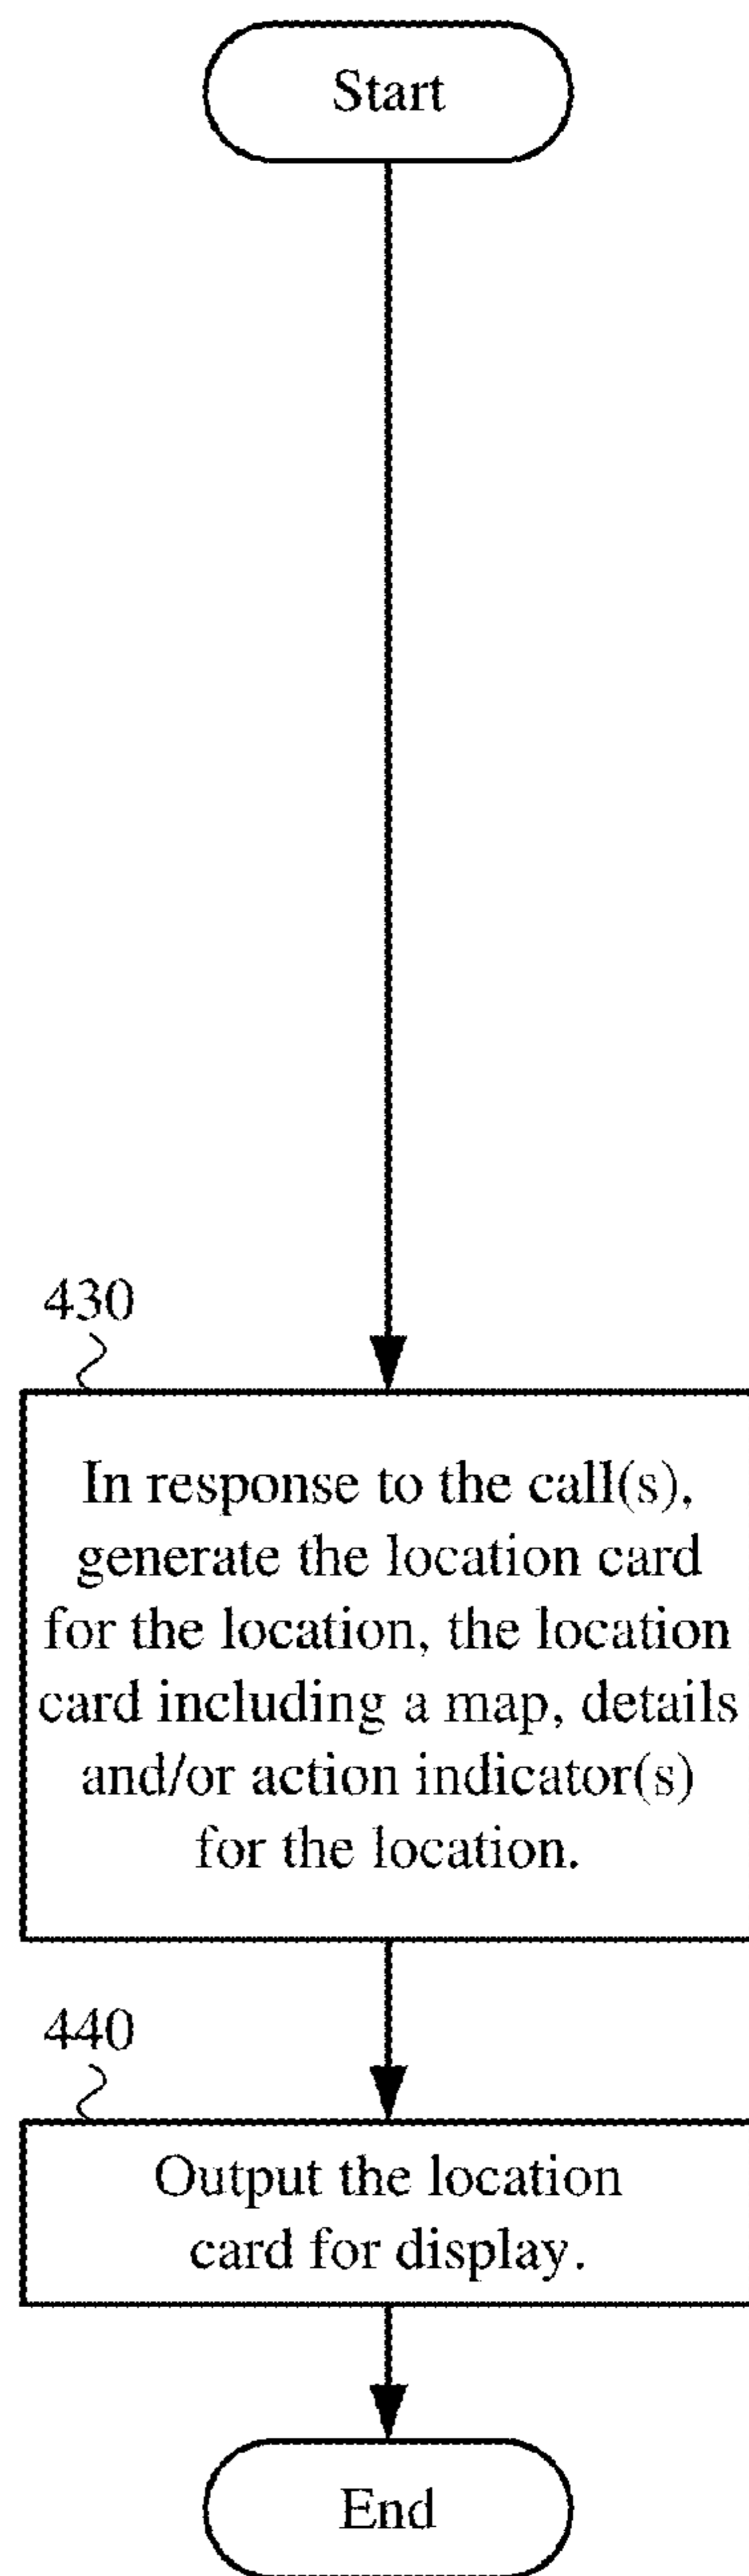 Start
430
In response to the call(s),
generate the location card
for the location, the location
card including a map, details
and/or action indicator(s)
for the location.
440
Output the location
card for display.
End